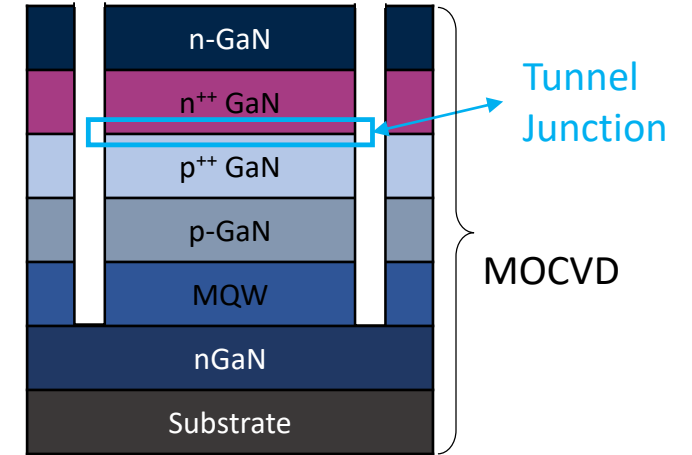 n-GaN
n⁺⁺ GaN
Tunnel
Junction
p⁺⁺ GaN
p-GaN
MOCVD
MQW
nGaN
Substrate